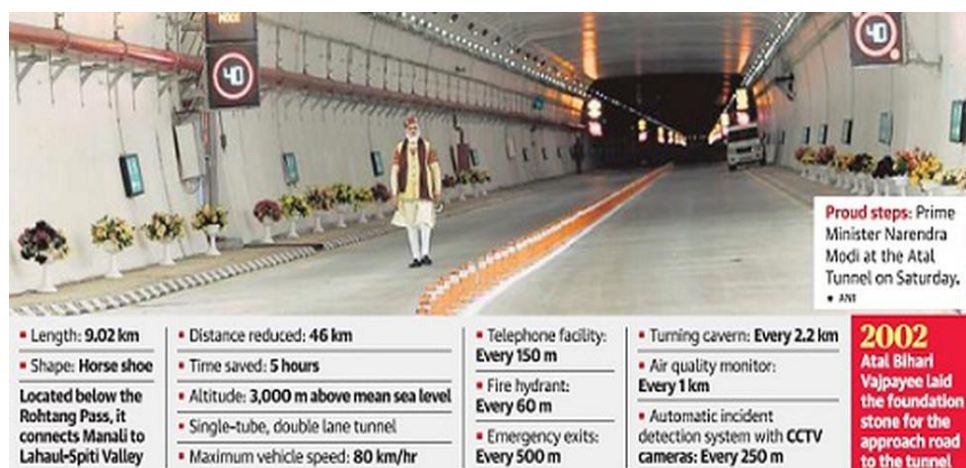 MODE
40
40
Proud steps: Prime
Minister Narendra
Modi at the Atal
Tunnel on Saturday.
• ANI
▪ Length: 9.02 km
▪ Shape: Horse shoe
Located below the
Rohtang Pass, it
connects Manali to
Lahaul-Spiti Valley
▪ Distance reduced: 46 km
▪ Time saved: 5 hours
▪ Altitude: 3,000 m above mean sea level
▪ Single-tube, double lane tunnel
▪ Maximum vehicle speed: 80 km/hr
▪ Telephone facility:
Every 150 m
▪ Fire hydrant:
Every 60 m
▪ Emergency exits:
Every 500 m
▪ Turning cavern: Every 2.2 km
▪ Air quality monitor:
Every 1 km
▪ Automatic incident
detection system with CCTV
cameras: Every 250 m
2002
Atal Bihari
Vajpayee laid
the foundation
stone for the
approach road
to the tunnel